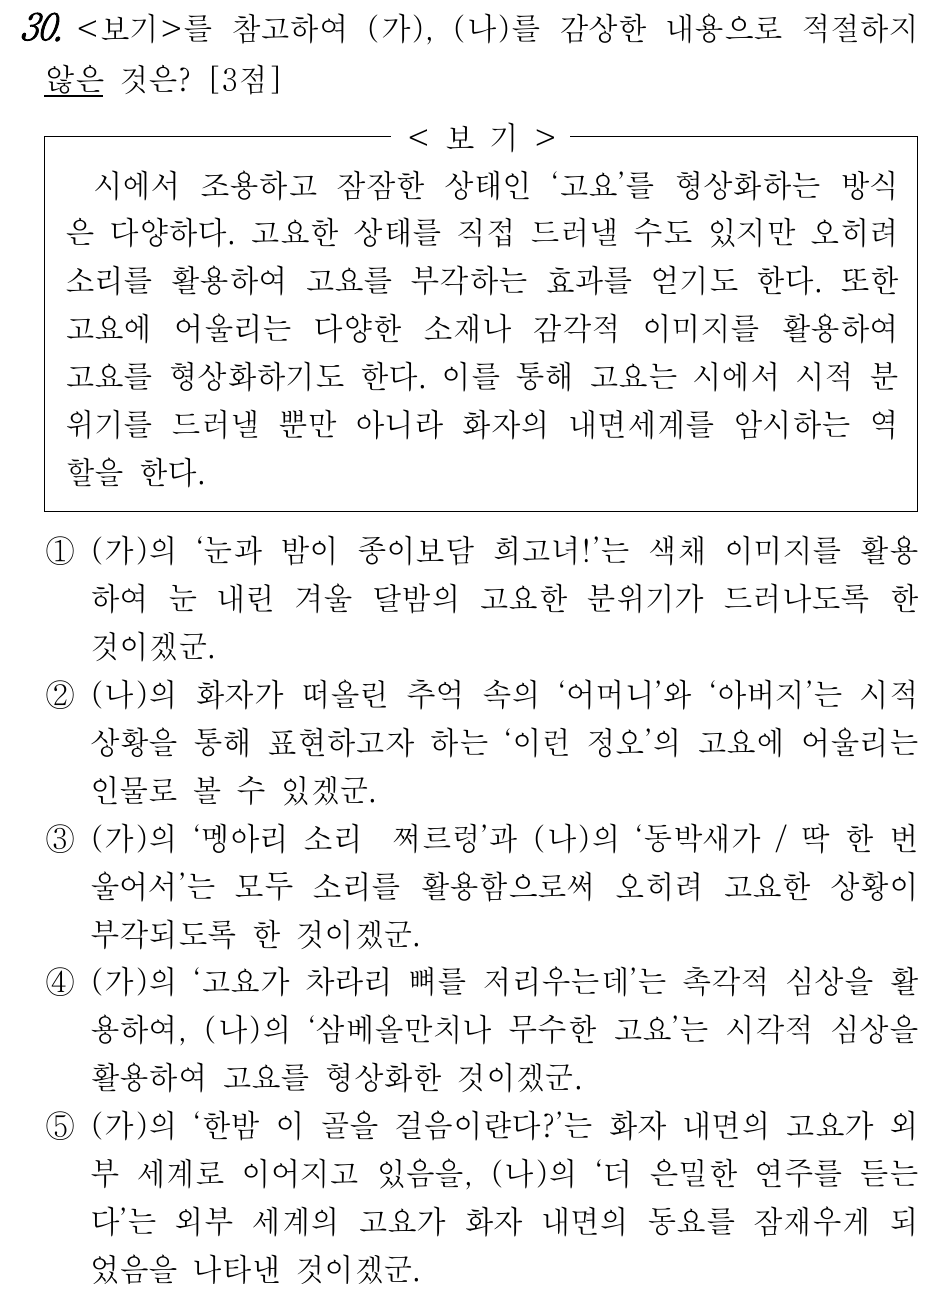 30. <보기>를 참고하여 (가), (나)를 감상한 내용으로 적절하지
않은 것은? [3점]
< 보 기 >
시에서 조용하고 잠잠한 상태인 ‘고요’를 형상화하는 방식
은 다양하다. 고요한 상태를 직접 드러낼 수도 있지만 오히려
소리를 활용하여 고요를 부각하는 효과를 얻기도 한다. 또한
고요에 어울리는 다양한 소재나 감각적 이미지를 활용하여
고요를 형상화하기도 한다. 이를 통해 고요는 시에서 시적 분
위기를 드러낼 뿐만 아니라 화자의 내면세계를 암시하는 역
할을 한다.
① (가)의 ‘눈과 밤이 종이보담 희고녀!’는 색채 이미지를 활용
하여 눈 내린 겨울 달밤의 고요한 분위기가 드러나도록 한
것이겠군.
② (나)의 화자가 떠올린 추억 속의 ‘어머니’와 ‘아버지’는 시적
상황을 통해 표현하고자 하는 ‘이런 정오’의 고요에 어울리는
인물로 볼 수 있겠군.
③ (가)의 ‘멩아리 소리 쩌르렁’과 (나)의 ‘동박새가 / 딱 한 번
울어서’는 모두 소리를 활용함으로써 오히려 고요한 상황이
부각되도록 한 것이겠군.
④ (가)의 ‘고요가 차라리 뼈를 저리우는데’는 촉각적 심상을 활
용하여, (나)의 ‘삼베올만치나 무수한 고요’는 시각적 심상을
활용하여 고요를 형상화한 것이겠군.
⑤ (가)의 ‘한밤 이 골을 걸음이랸다?’는 화자 내면의 고요가 외
부 세계로 이어지고 있음을, (나)의 ‘더 은밀한 연주를 듣는
다’는 외부 세계의 고요가 화자 내면의 동요를 잠재우게 되
었음을 나타낸 것이겠군.